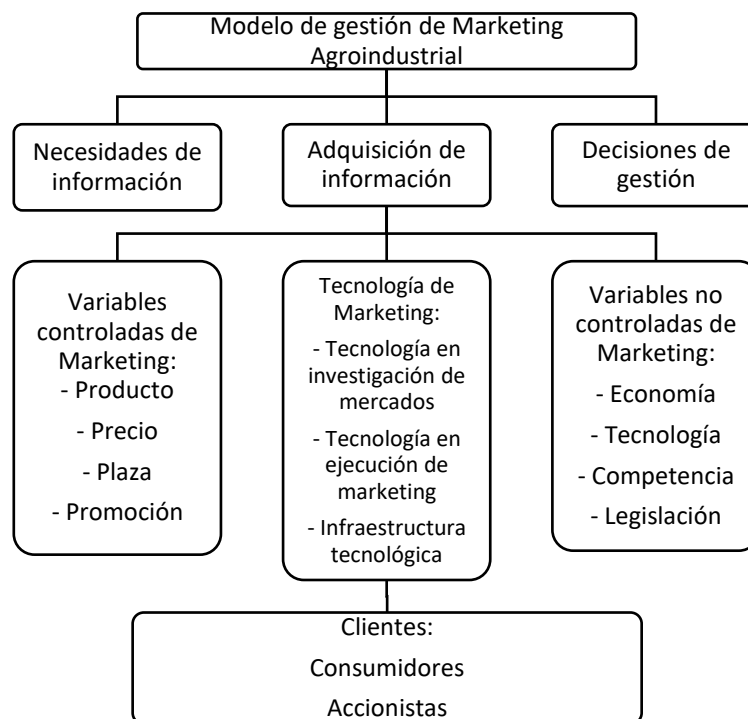 Modelo de gestión de Marketing
Agroindustrial
Necesidades de
información
Adquisición de
información
Decisiones de
gestión
Variables
controladas de
Marketing:
- Producto
- Precio
- Plaza
- Promoción
Tecnología de
Marketing:
- Tecnología en
investigación de
mercados
- Tecnología en
ejecución de
marketing
- Infraestructura
tecnológica
Variables no
controladas de
Marketing:
- Economía
- Tecnología
- Competencia
- Legislación
Clientes:
Consumidores
Accionistas